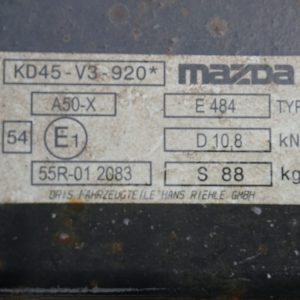 KD45-V3-920* mazda
A50-X E 484 TYP
54 E1 D 10.8 kN
55R-01 2083 S 88 kg
ORIS FAHRZEUGTEILE HANS RIEHLE GMBH